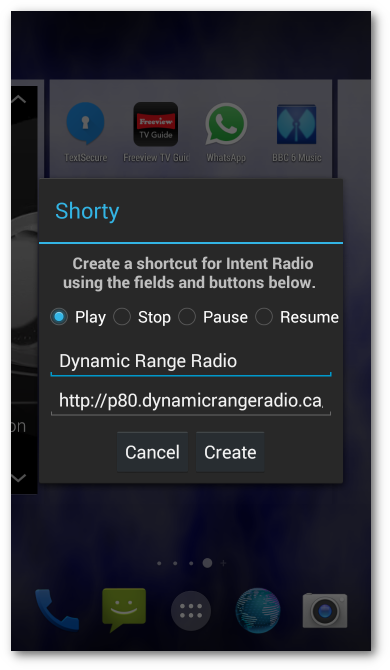 Freeview
TV Guide
TextSecure
Freeview TV Guid
WhatsApp
BBC 6 Music
Shorty
Create a shortcut for Intent Radio
using the fields and buttons below.
Play Stop Pause Resume
Dynamic Range Radio
http://p80.dynamicrangeradio.ca
on
Cancel Create